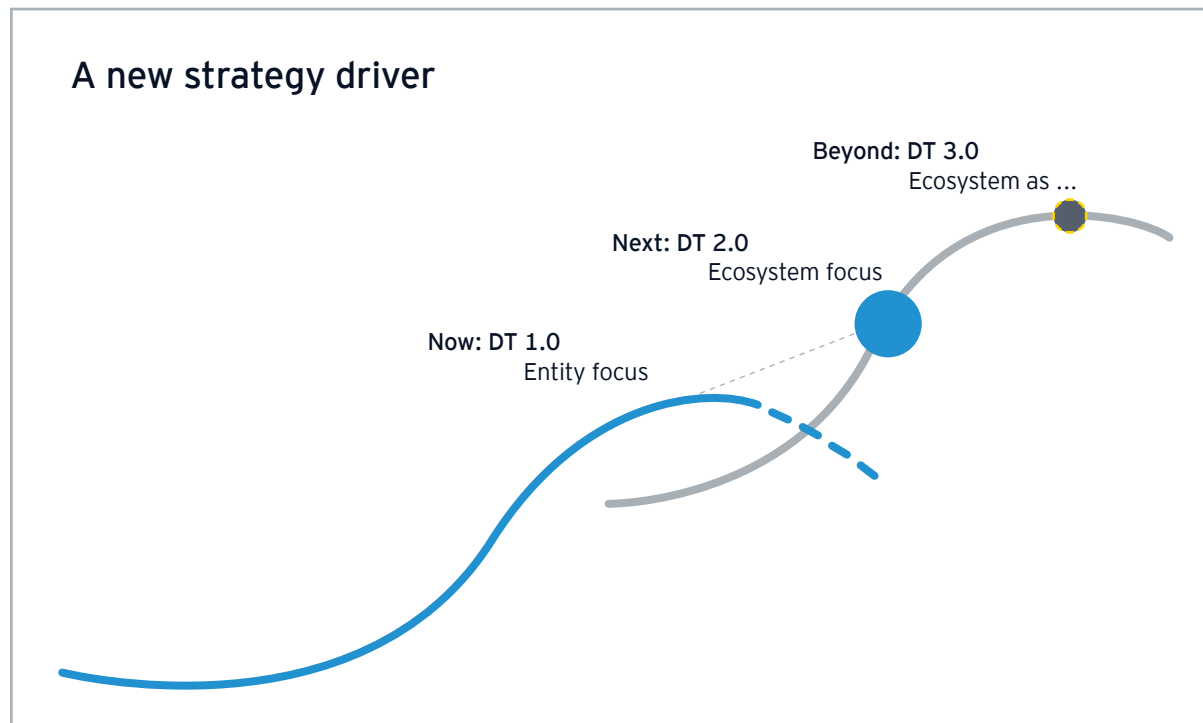 A new strategy driver
Beyond: DT 3.0
Ecosystem as ...
Next: DT 2.0
Ecosystem focus
Now: DT 1.0
Entity focus